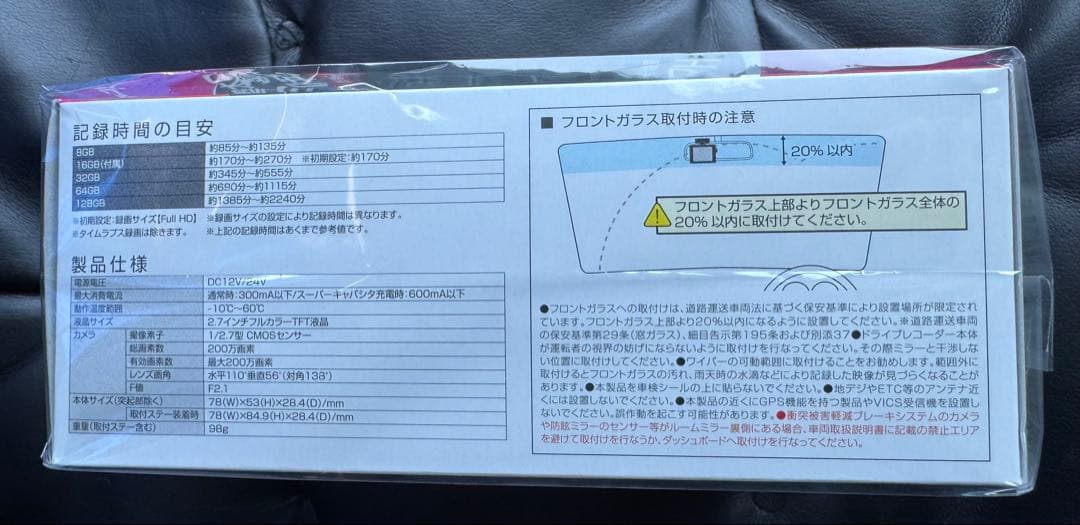 記録時間の目安
8GB 約85分～約135分
16GB(付属) 約170分～約270分 ※初期設定：約170分
32GB 約345分～約555分
64GB 約690分～約1115分
128GB 約1385分～約2240分
※初期設定：録画サイズ【Full HD】 ※録画サイズの設定により記録時間は異なります。
※タイムラプス録画は除きます。 ※上記の記録時間はあくまで参考値です。
製品仕様
電源電圧 DC12V/24V
最大消費電流 通常時：300mA以下/スーパーキャパシタ充電時：600mA以下
動作温度範囲 -10℃～60℃
液晶サイズ 2.7インチフルカラーTFT液晶
カメラ 撮像素子 1/2.7型 CMOSセンサー
総画素数 200万画素
有効画素数 最大200万画素
レンズ画角 水平110°垂直56°(対角138°)
F値 F2.1
本体サイズ(突起部除く) 78(W)×53(H)×28.4(D)/mm
取付ステー装着時 78(W)×84.9(H)×28.4(D)/mm
重量(取付ステー含む) 98g
■ フロントガラス取付時の注意
20% 以内
フロントガラス上部よりフロントガラス全体の
20% 以内に取付けてください。
●フロントガラスへの取付けは、道路運送車両法に基づく保安基準により設置場所が限定され
ています。フロントガラス上部より20%以内になるように設置してください。※道路運送車両
の保安基準第29条(窓ガラス)、細目告示第195条および別添37●ドライブレコーダー本体
が運転者の視界の妨げにならないように取付けを行なってください。その際ミラーと干渉しな
い位置に取付けしてください。●ワイパーの可動範囲に取付けることをお勧めします。範囲外に
取付けるとフロントガラスの汚れ、雨天時の水滴などにより記録した映像が見づらくなることが
あります。●本製品を車検シールの上に貼らないでください。●地デジやETC等のアンテナ近
くには設置しないでください。●本製品の近くにGPS機能を持つ製品やVICS受信機を設置し
ないでください。誤作動を起こす可能性があります。●衝突被害軽減ブレーキシステムのカメラ
や防眩ミラーのセンサー等がルームミラー裏側にある場合、車両取扱説明書に記載の禁止エリア
を避けて取付けを行なうか、ダッシュボードへ取付けを行なってください。